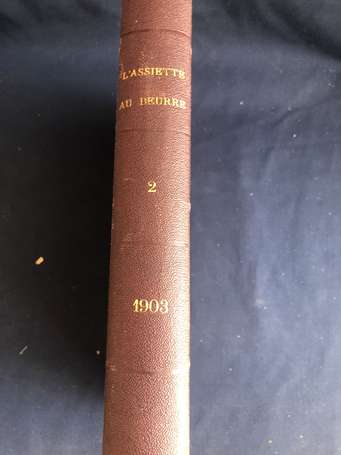 L'ASSIETTE
AU BEURRE
2
1903